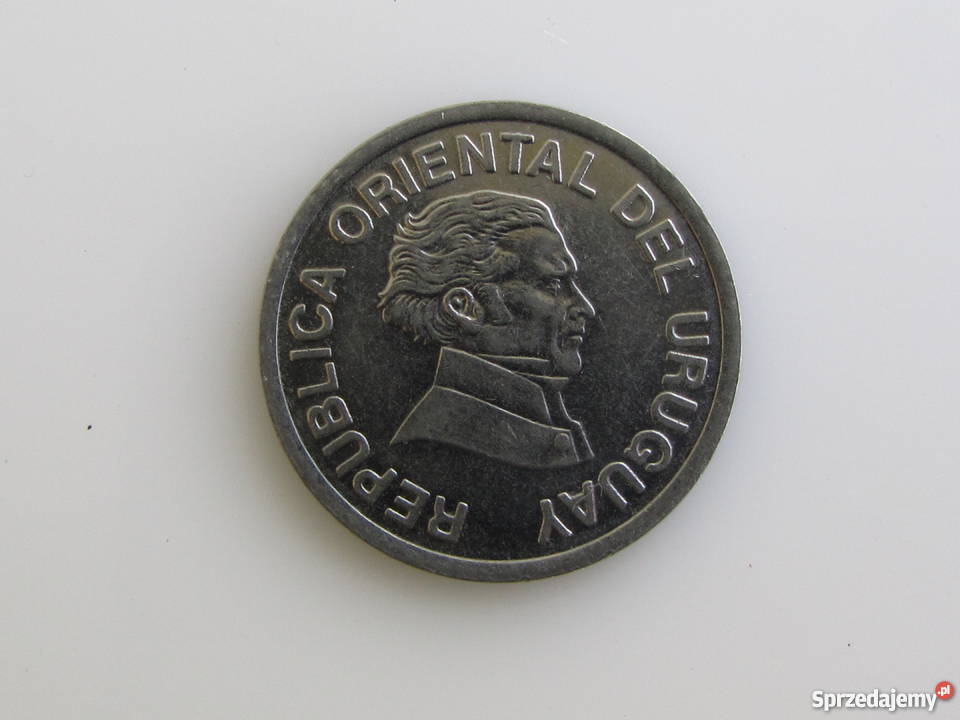 REPUBLICA ORIENTAL DEL URUGUAY
Sprzedajemy.pl